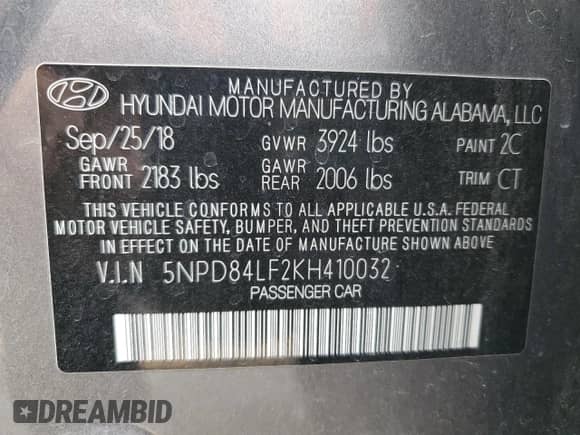 MANUFACTURED BY
HYUNDAI MOTOR MANUFACTURING ALABAMA, LLC
Sep/25/18 GVWR 3924 lbs PAINT 2C
GAWR FRONT 2183 lbs GAWR REAR 2006 lbs TRIM CT
THIS VEHICLE CONFORMS TO ALL APPLICABLE U.S.A. FEDERAL
MOTOR VEHICLE SAFETY, BUMPER, AND THEFT PREVENTION STANDARDS
IN EFFECT ON THE DATE OF MANUFACTURE SHOWN ABOVE
V.I.N 5NPD84LF2KH410032
PASSENGER CAR
DREAMBID